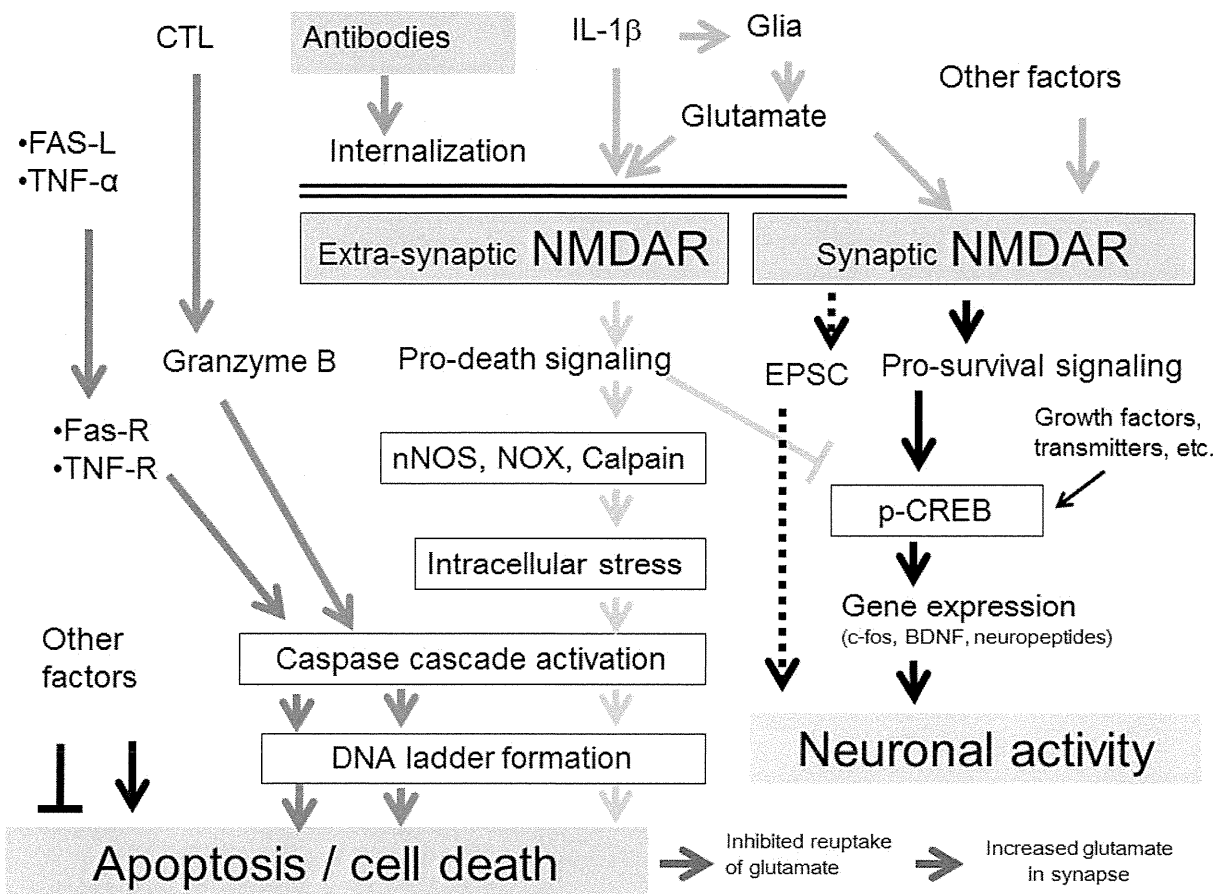 CTL
Antibodies
IL-1β
Glia
Other factors
Glutamate
•FAS-L
•TNF-α
Internalization
Extra-synaptic NMDAR
Synaptic NMDAR
Granzyme B
Pro-death signaling
EPSC
Pro-survival signaling
•Fas-R
•TNF-R
Growth factors,
transmitters, etc.
nNOS, NOX, Calpain
p-CREB
Intracellular stress
Gene expression
(c-fos, BDNF, neuropeptides)
Other
factors
Caspase cascade activation
DNA ladder formation
Neuronal activity
Apoptosis / cell death
Inhibited reuptake
of glutamate
Increased glutamate
in synapse